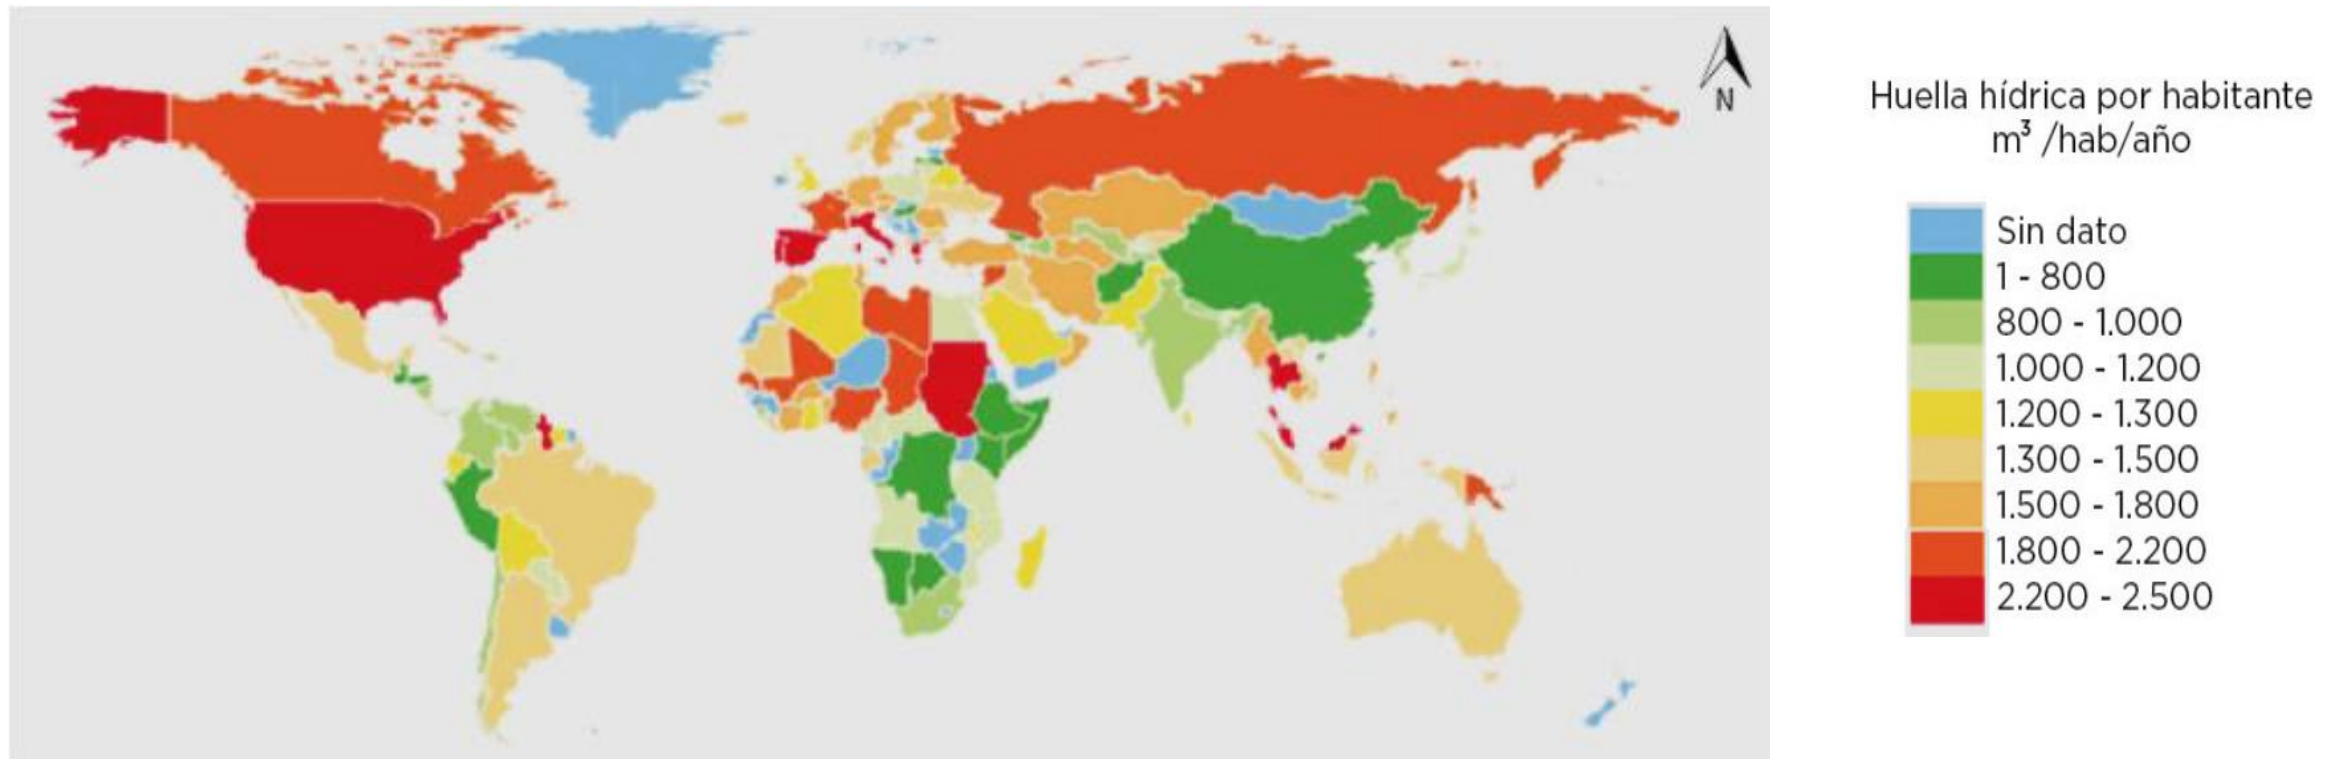 N
Huella hídrica por habitante
m³ /hab/año
Sin dato
1 - 800
800 - 1.000
1.000 - 1.200
1.200 - 1.300
1.300 - 1.500
1.500 - 1.800
1.800 - 2.200
2.200 - 2.500